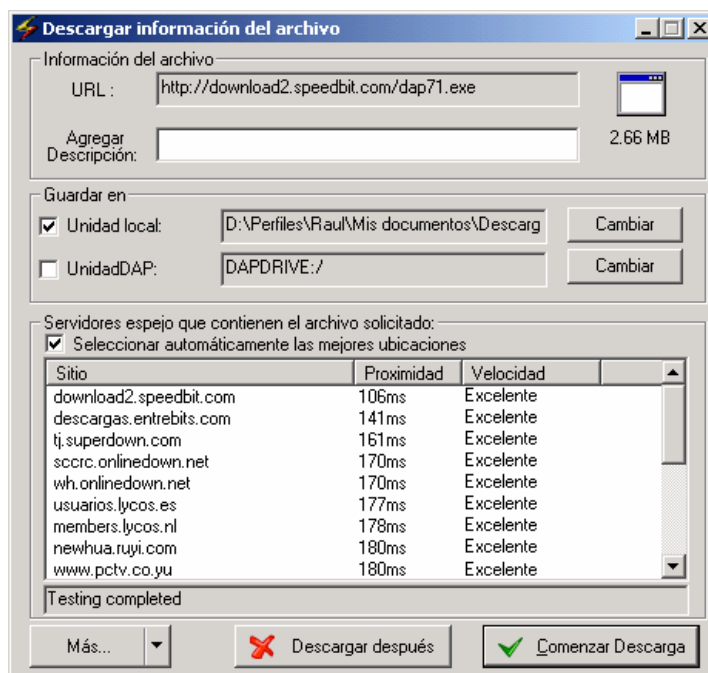 Descargar información del archivo
Información del archivo
URL :
http://download2.speedbit.com/dap71.exe
Agregar
Descripción:
2.66 MB
Guardar en
Unidad local:
D:\Perfiles\Raul\Mis documentos\Descarg
Cambiar
UnidadDAP:
DAPDRIVE:/
Cambiar
Servidores espejo que contienen el archivo solicitado:
Seleccionar automáticamente las mejores ubicaciones
Sitio Proximidad Velocidad
download2.speedbit.com 106ms Excelente
descargas.entrebits.com 141ms Excelente
tj.superdown.com 161ms Excelente
sccrc.onlinedown.net 170ms Excelente
wh.onlinedown.net 170ms Excelente
usuarios.lycos.es 177ms Excelente
members.lycos.nl 178ms Excelente
newhua.ruyi.com 180ms Excelente
www.pctv.co.yu 180ms Excelente
Testing completed
Más... Descargar después Comenzar Descarga